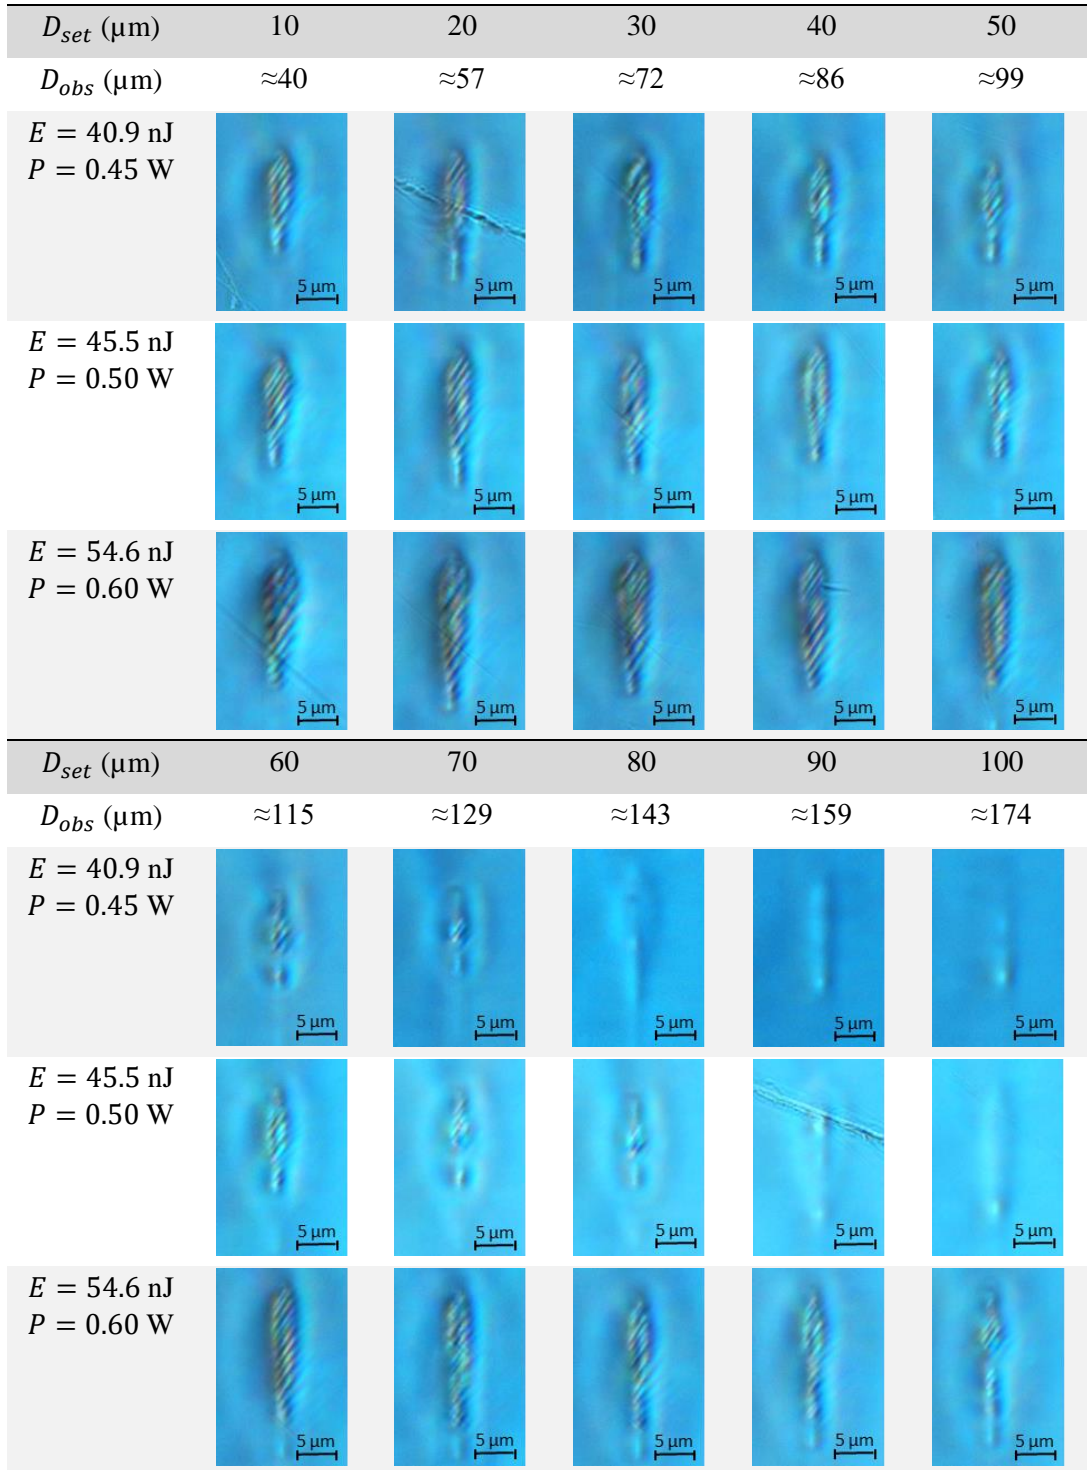 D_set (µm) 10 20 30 40 50
D_obs (µm) ≈40 ≈57 ≈72 ≈86 ≈99
E = 40.9 nJ
P = 0.45 W
5 µm 5 µm 5 µm 5 µm 5 µm
E = 45.5 nJ
P = 0.50 W
5 µm 5 µm 5 µm 5 µm 5 µm
E = 54.6 nJ
P = 0.60 W
5 µm 5 µm 5 µm 5 µm 5 µm
D_set (µm) 60 70 80 90 100
D_obs (µm) ≈115 ≈129 ≈143 ≈159 ≈174
E = 40.9 nJ
P = 0.45 W
5 µm 5 µm 5 µm 5 µm 5 µm
E = 45.5 nJ
P = 0.50 W
5 µm 5 µm 5 µm 5 µm 5 µm
E = 54.6 nJ
P = 0.60 W
5 µm 5 µm 5 µm 5 µm 5 µm